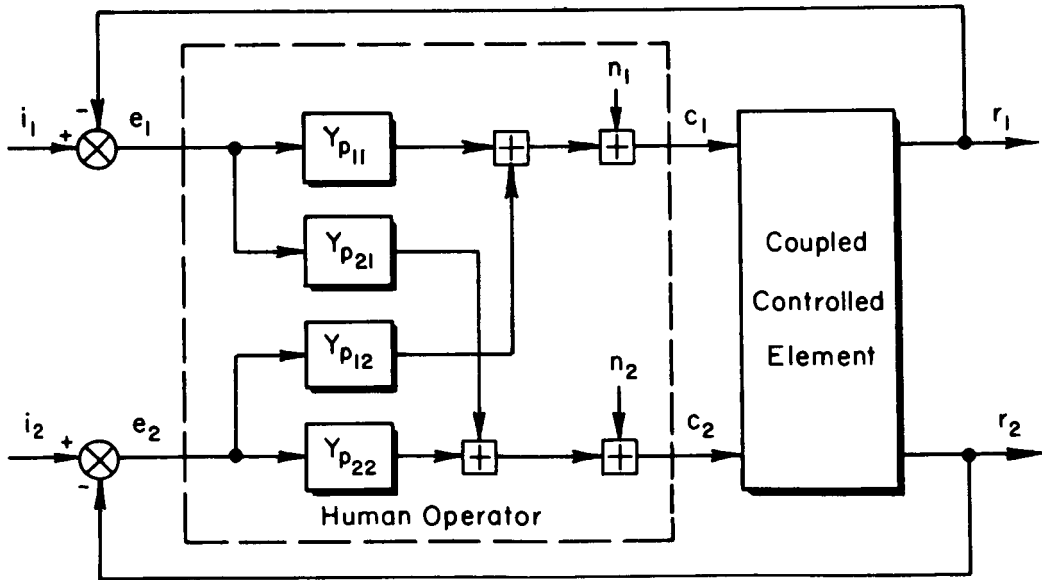 n₁
i₁
-
+
e₁
Yₚ₁₁
c₁
r₁
Yₚ₂₁
Coupled
Controlled
Element
Yₚ₁₂
n₂
i₂
+
-
e₂
Yₚ₂₂
c₂
r₂
Human Operator